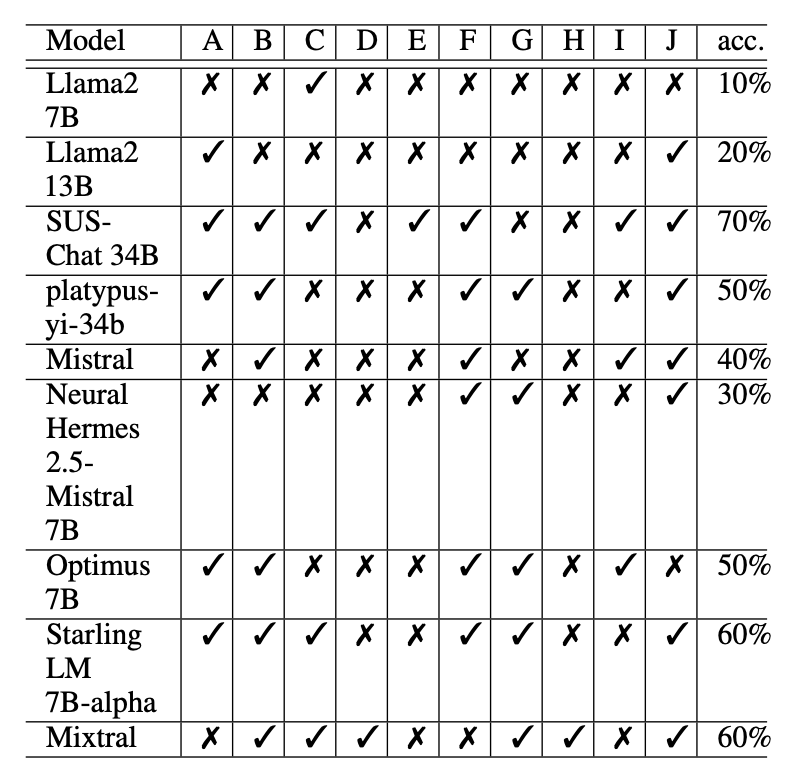 Model A B C D E F G H I J acc.
Llama2 ✗ ✗ ✓ ✗ ✗ ✗ ✗ ✗ ✗ ✗ 10%
7B
Llama2 ✓ ✗ ✗ ✗ ✗ ✗ ✗ ✗ ✗ ✓ 20%
13B
SUS- ✓ ✓ ✓ ✗ ✓ ✓ ✗ ✗ ✓ ✓ 70%
Chat 34B
platypus- ✓ ✓ ✗ ✗ ✗ ✓ ✓ ✗ ✗ ✓ 50%
yi-34b
Mistral ✗ ✓ ✗ ✗ ✗ ✓ ✗ ✗ ✓ ✓ 40%
Neural ✗ ✗ ✗ ✗ ✗ ✓ ✓ ✗ ✗ ✓ 30%
Hermes
2.5-
Mistral
7B
Optimus ✓ ✓ ✗ ✗ ✗ ✓ ✓ ✗ ✓ ✗ 50%
7B
Starling ✓ ✓ ✓ ✗ ✗ ✓ ✓ ✗ ✗ ✓ 60%
LM
7B-alpha
Mixtral ✗ ✓ ✓ ✓ ✗ ✗ ✓ ✓ ✗ ✓ 60%